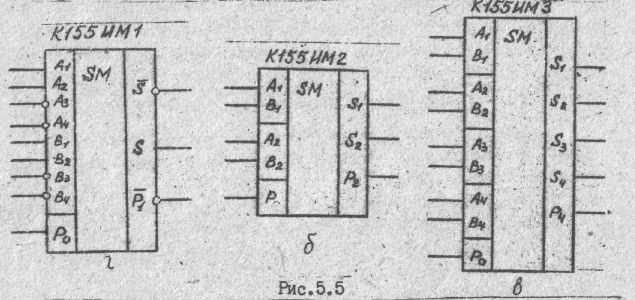 К155ИМ1
A1
A2
A3
A4
B1
B2
B3
B4
P0
SM
S̅
S
P̅1
г
К155ИМ2
A1
B1
A2
B2
P
SM
S1
S2
P2
б
К155ИМ3
A1
B1
A2
B2
A3
B3
A4
B4
P0
SM
S1
S2
S3
S4
P4
в
Рис.5.5